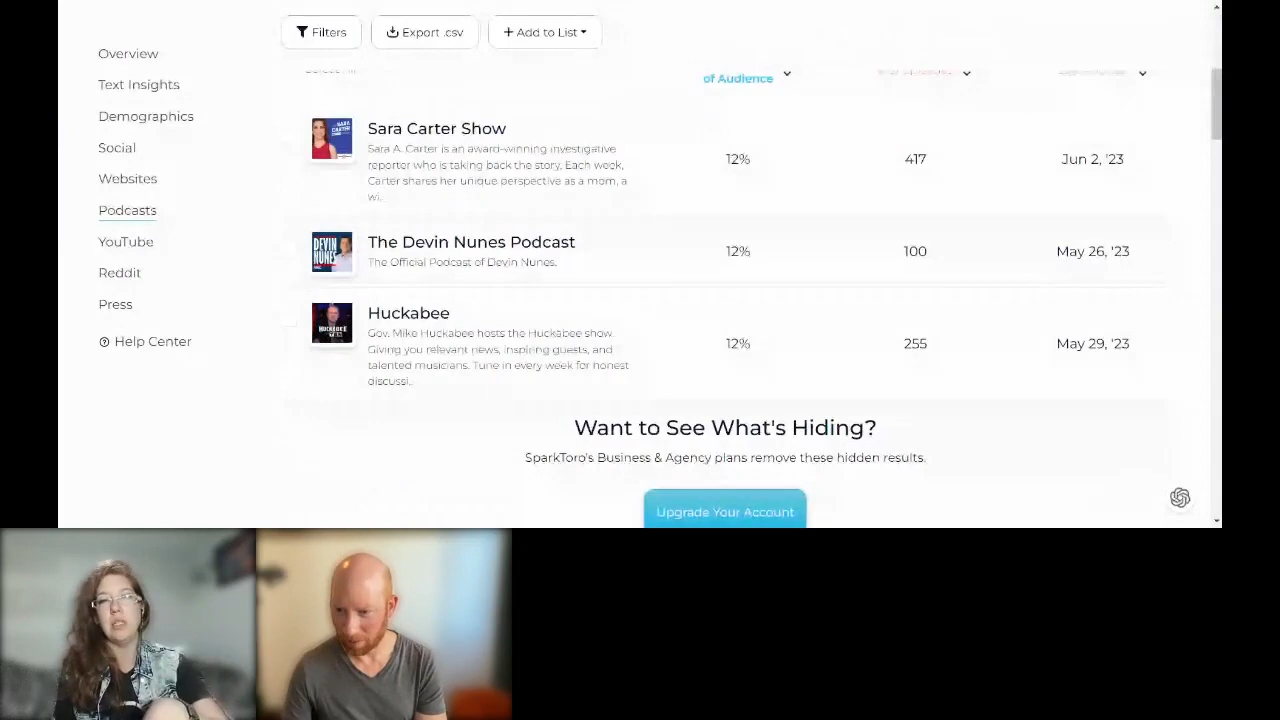 Filters
Export .csv
+ Add to List
Overview
Text Insights
Demographics
Social
Websites
Podcasts
YouTube
Reddit
Press
Help Center
of Audience
Sara Carter Show
Sara A. Carter is an award-winning investigative
reporter who is taking back the story. Each week,
Carter shares her unique perspective as a mom, a
wi..
12%
417
Jun 2, '23
DEVIN
NUNES
The Devin Nunes Podcast
The Official Podcast of Devin Nunes.
12%
100
May 26, '23
HUCKABEE
Huckabee
Gov. Mike Huckabee hosts the Huckabee show.
Giving you relevant news, inspiring guests, and
talented musicians. Tune in every week for honest
discussi..
12%
255
May 29, '23
Want to See What's Hiding?
SparkToro's Business & Agency plans remove these hidden results.
Upgrade Your Account